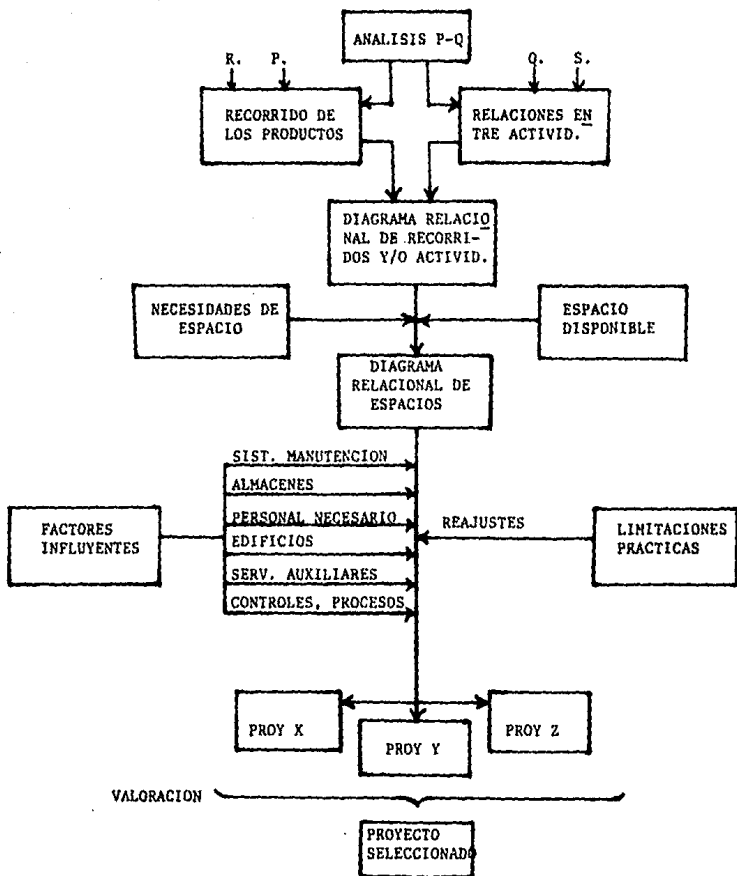 ANALISIS P-Q
R. P.
Q. S.
RECORRIDO DE
LOS PRODUCTOS
RELACIONES EN
TRE ACTIVID.
DIAGRAMA RELACIO
NAL DE RECORRI-
DOS Y/O ACTIVID.
NECESIDADES DE
ESPACIO
ESPACIO
DISPONIBLE
DIAGRAMA
RELACIONAL DE
ESPACIOS
SIST. MANUTENCION
ALMACENES
PERSONAL NECESARIO
EDIFICIOS
SERV. AUXILIARES
CONTROLES, PROCESOS
FACTORES
INFLUYENTES
REAJUSTES
LIMITACIONES
PRACTICAS
PROY X
PROY Y
PROY Z
VALORACION
PROYECTO
SELECCIONADO